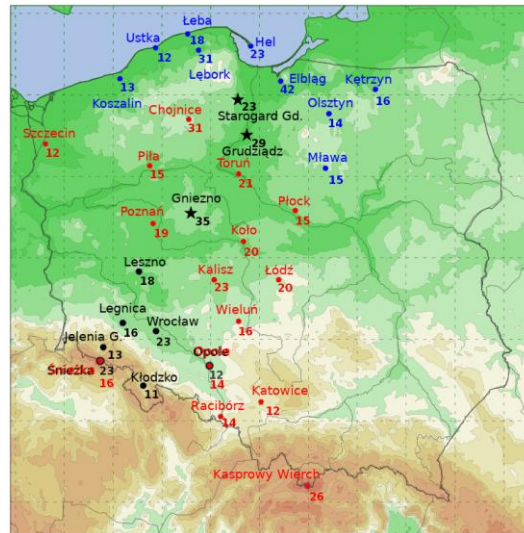 Łeba
18
Ustka
12
31
Lębork
Hel
23
13
Koszalin
Elbląg
42
Kętrzyn
16
Olsztyn
14
Chojnice
31
23
Starogard Gd.
29
Grudziądz
Szczecin
12
Piła
15
Toruń
21
Mława
15
Gniezno
35
Płock
15
Poznań
19
Koło
20
Leszno
18
Kalisz
23
Łódź
20
Legnica
16
Wrocław
23
Wieluń
16
Jelenia G.
13
Śnieżka
23
16
Opole
12
14
Kłodzko
11
Katowice
12
Racibórz
14
Kasprowy Wierch
26